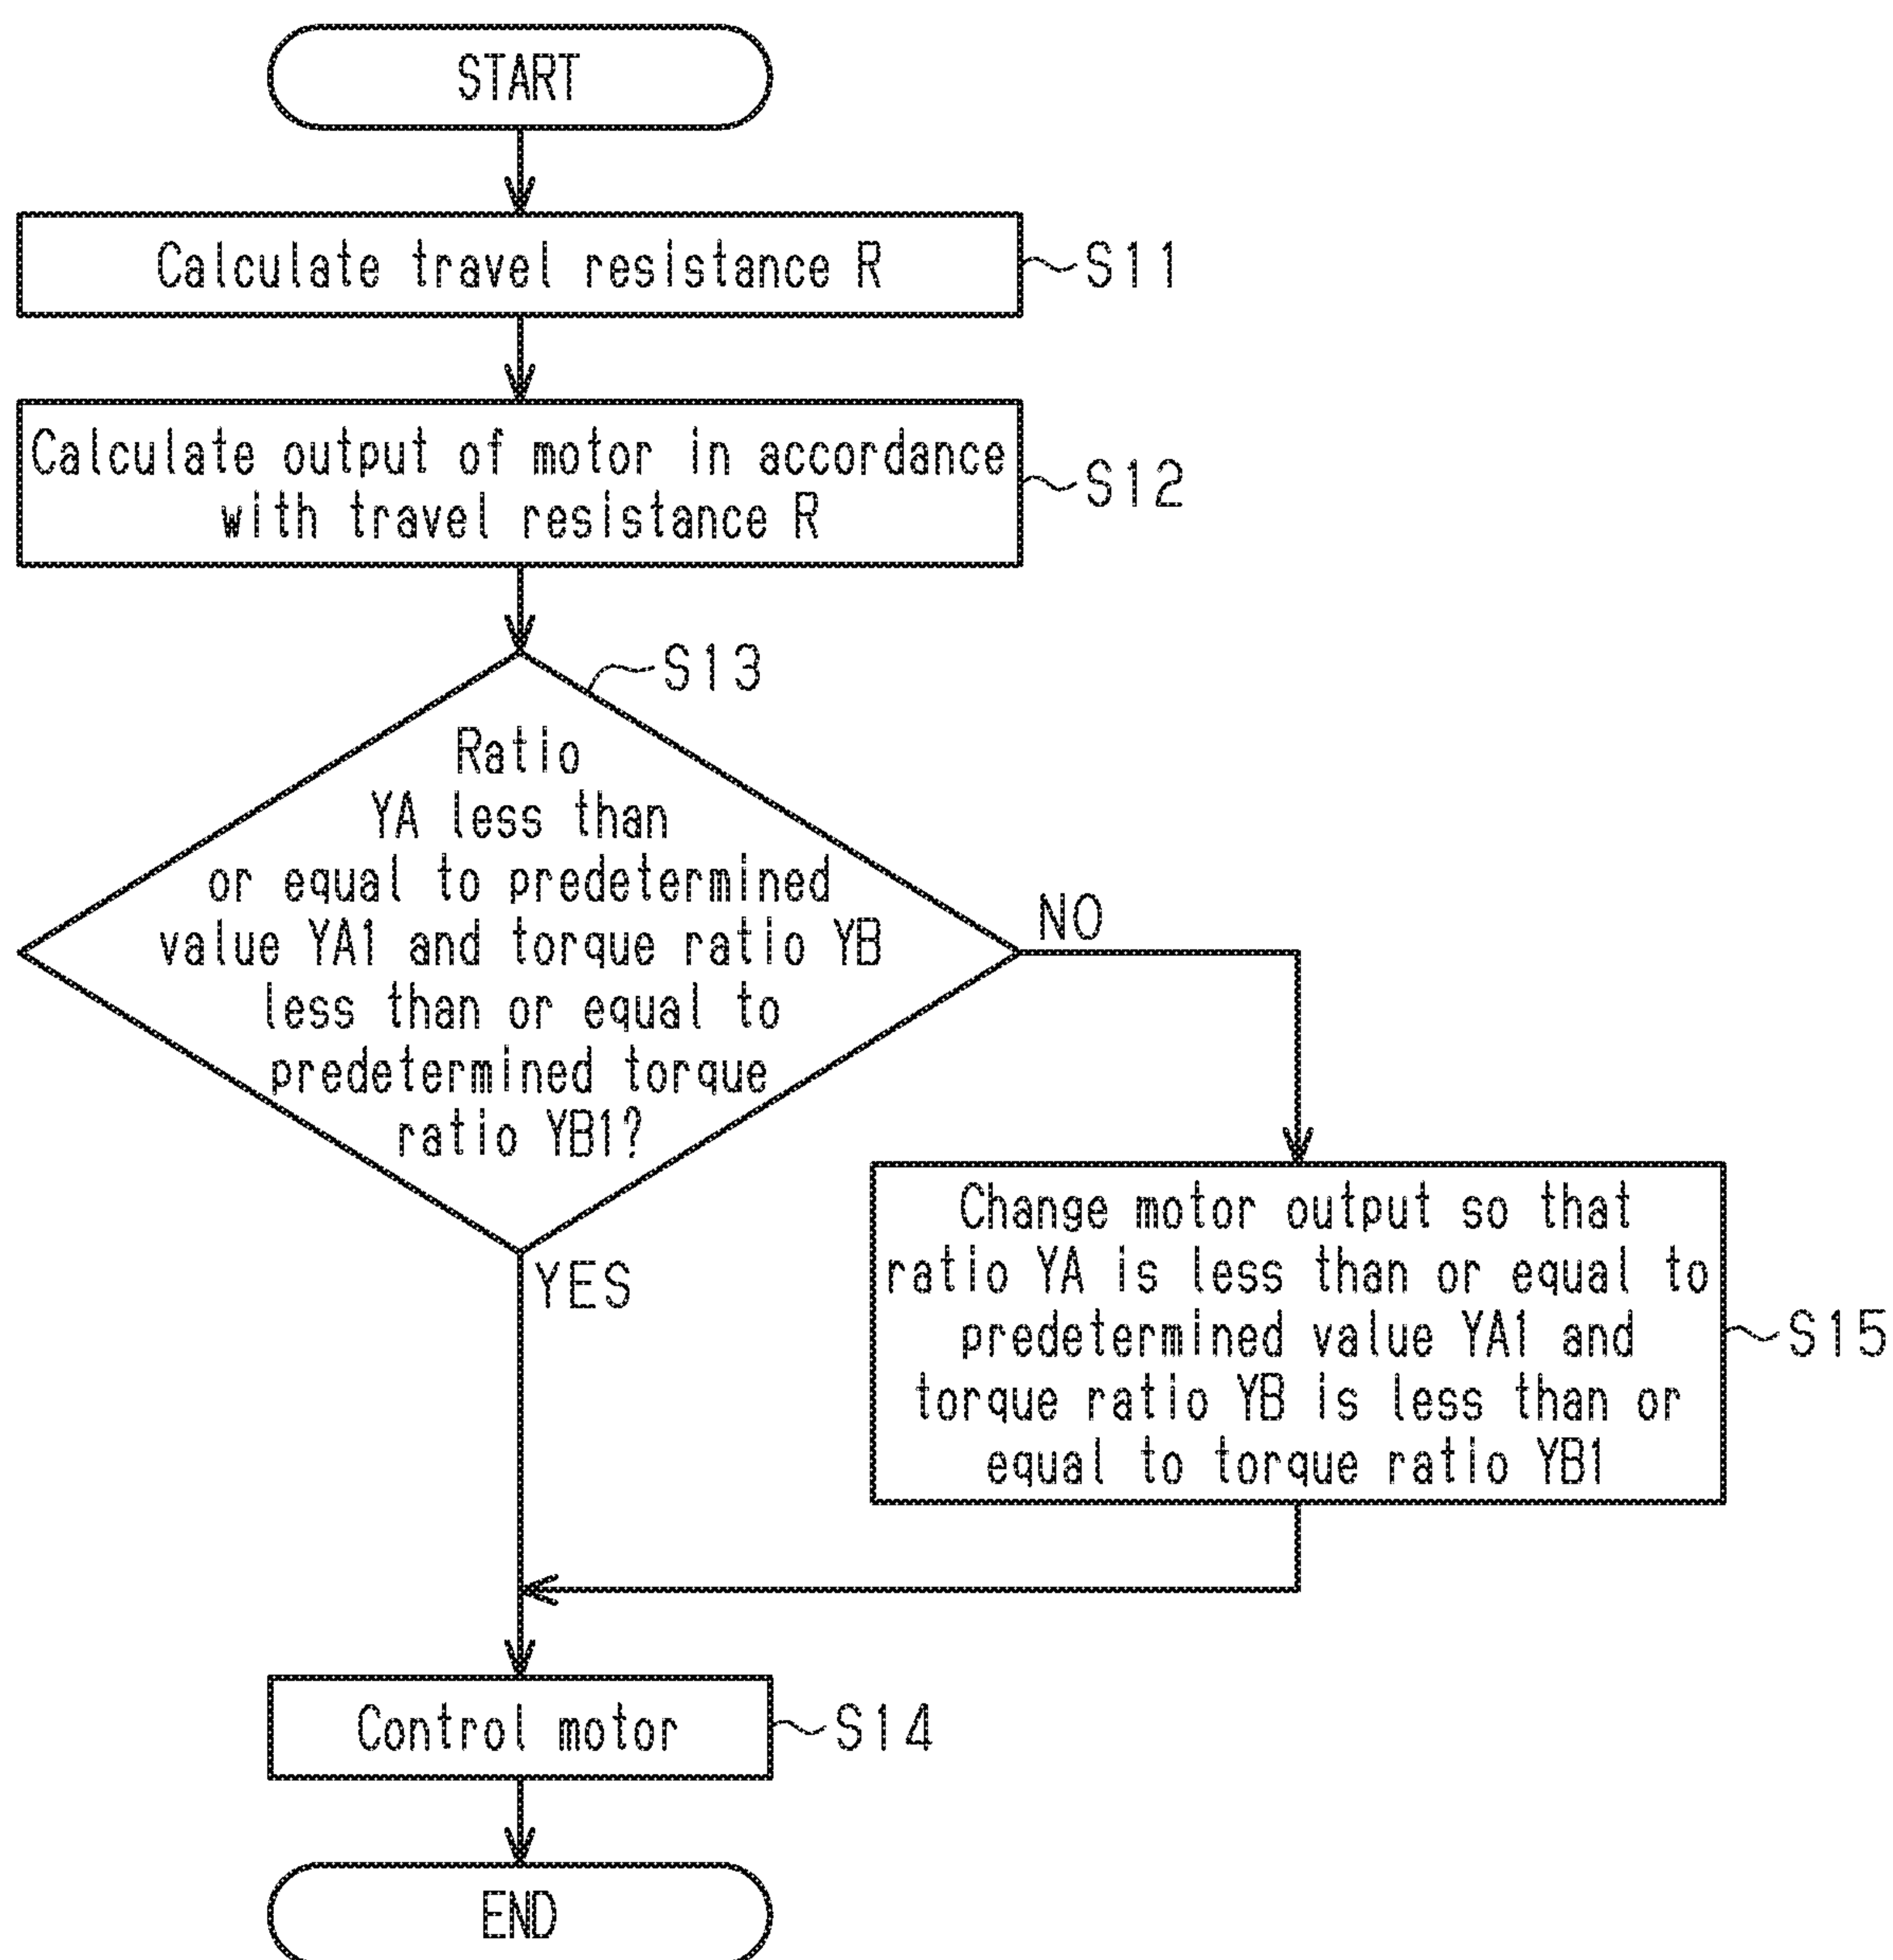 START
Calculate travel resistance R
S11
Calculate output of motor in accordance
with travel resistance R
S12
S13
Ratio
YA less than
or equal to predetermined
value YA1 and torque ratio YB
less than or equal to
predetermined torque
ratio YB1?
NO
YES
Change motor output so that
ratio YA is less than or equal to
predetermined value YA1 and
torque ratio YB is less than or
equal to torque ratio YB1
S15
Control motor
S14
END